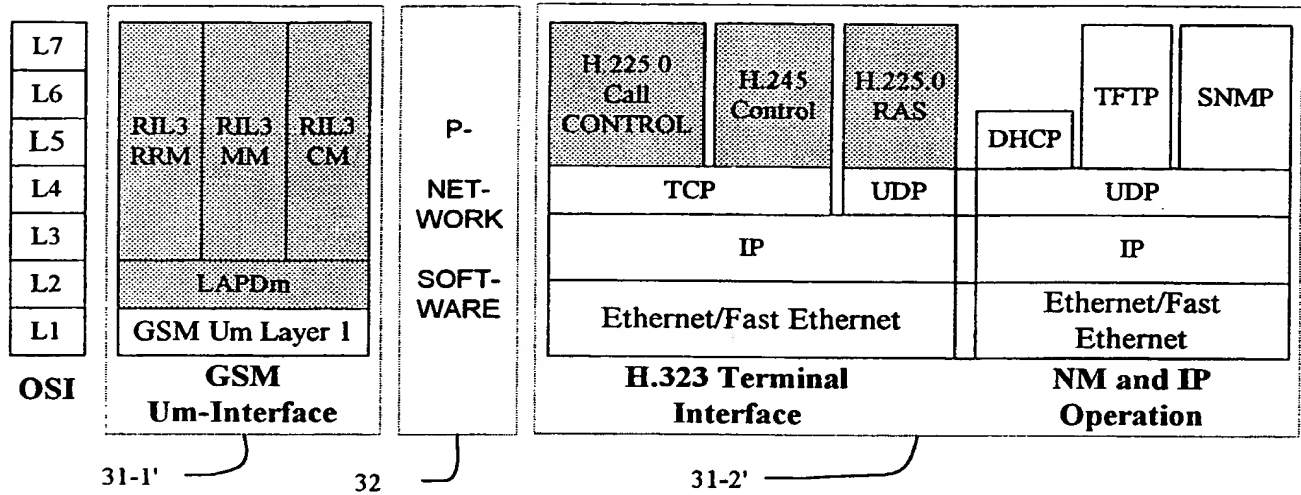 L7
L6
L5
L4
L3
L2
L1
OSI
RIL3
RRM
RIL3
MM
RIL3
CM
LAPDm
GSM Um Layer 1
GSM
Um-Interface
31-1'
P-
NET-
WORK
SOFT-
WARE
32
H.225 0
Call
CONTROL
H.245
Control
H.225.0
RAS
TCP
UDP
IP
Ethernet/Fast Ethernet
H.323 Terminal
Interface
DHCP
TFTP
SNMP
UDP
IP
Ethernet/Fast
Ethernet
NM and IP
Operation
31-2'